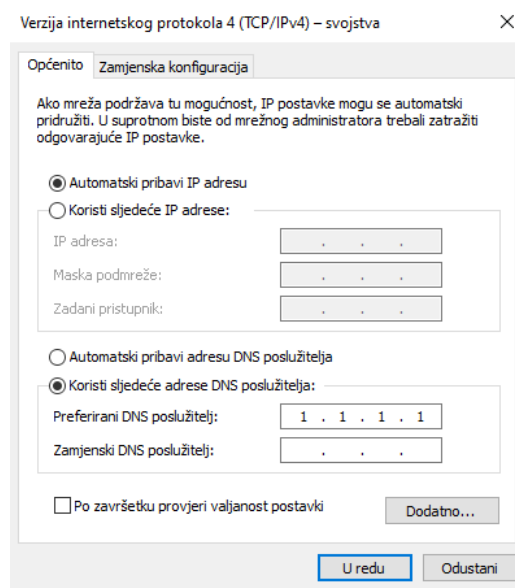 Verzija internetskog protokola 4 (TCP/IPv4) – svojstva
Općenito
Zamjenska konfiguracija
Ako mreža podržava tu mogućnost, IP postavke mogu se automatski
pridružiti. U suprotnom biste od mrežnog administratora trebali zatražiti
odgovarajuće IP postavke.
Automatski pribavi IP adresu
Koristi sljedeće IP adrese:
IP adresa:
. . .
Maska podmreže:
. . .
Zadani pristupnik:
. . .
Automatski pribavi adresu DNS poslužitelja
Koristi sljedeće adrese DNS poslužitelja:
Preferirani DNS poslužitelj:
1 . 1 . 1 . 1
Zamjenski DNS poslužitelj:
. . .
Po završetku provjeri valjanost postavki
Dodatno...
U redu
Odustani